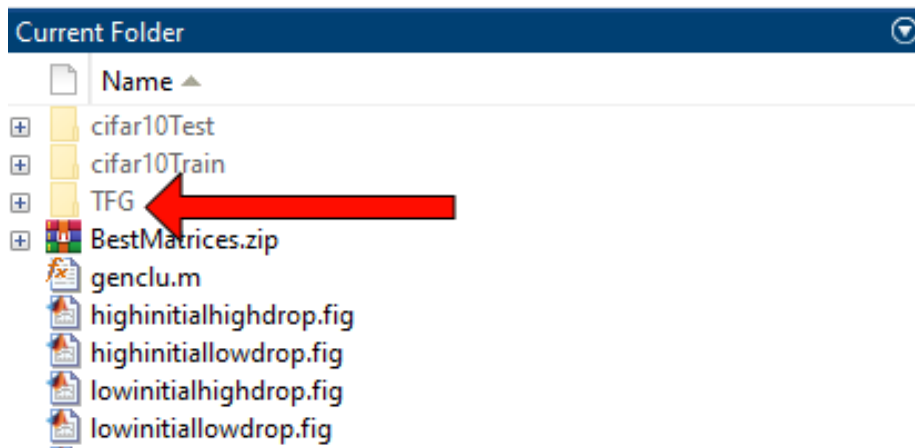 Current Folder
Name
cifar10Test
cifar10Train
TFG
BestMatrices.zip
genclu.m
highinitialhighdrop.fig
highinitiallowdrop.fig
lowinitialhighdrop.fig
lowinitiallowdrop.fig